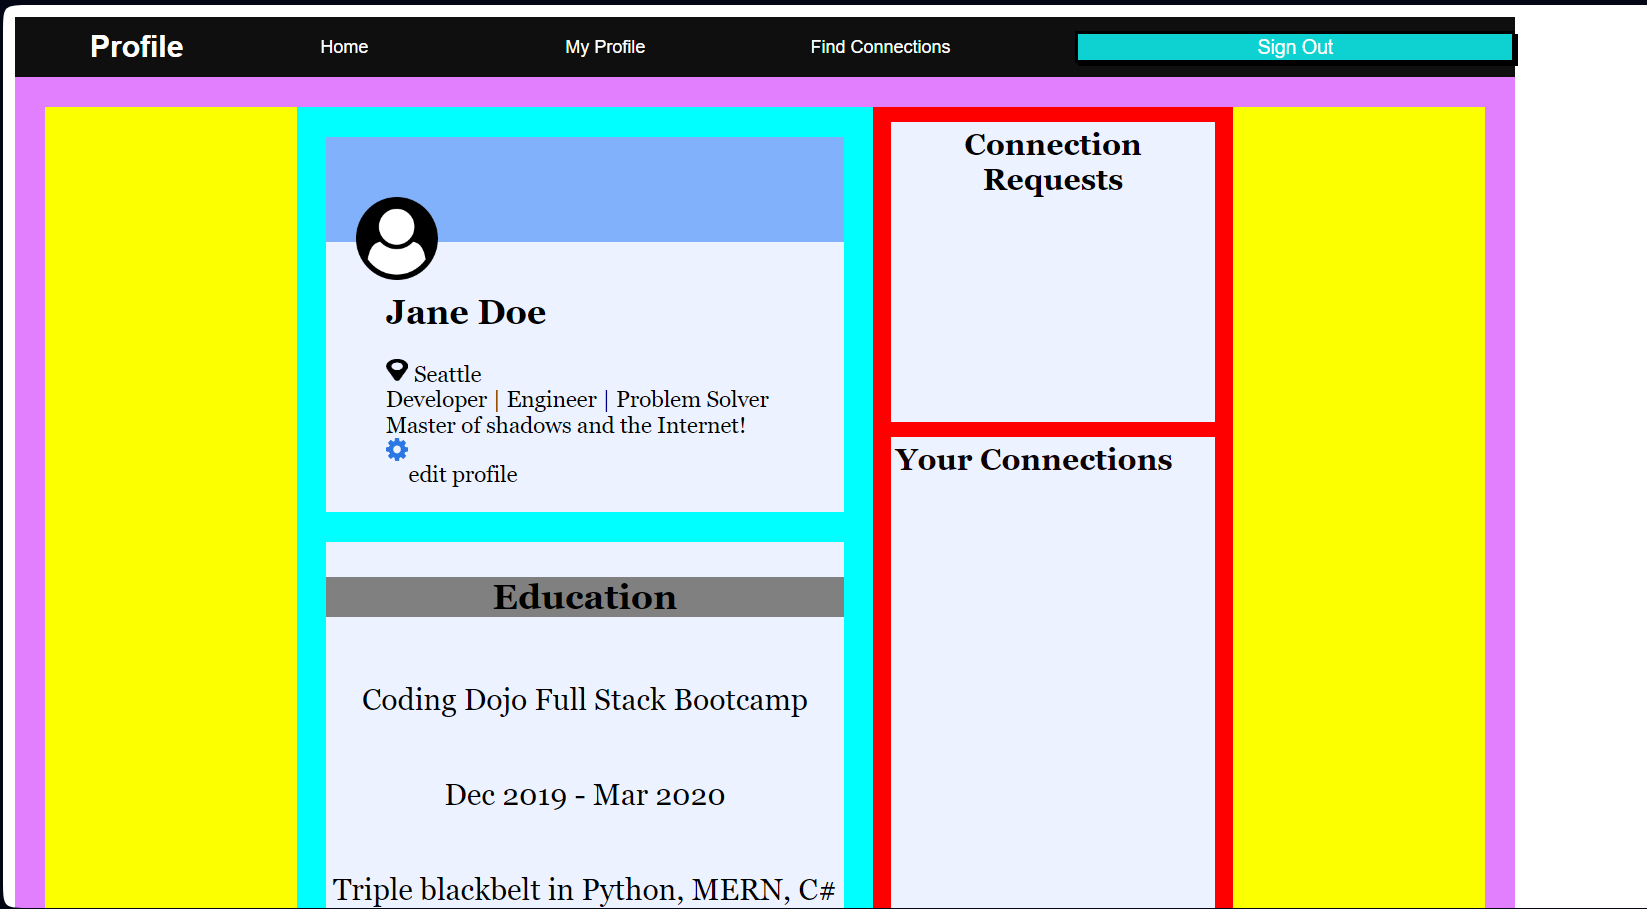 Profile
Home
My Profile
Find Connections
Sign Out
Jane Doe
Seattle
Developer | Engineer | Problem Solver
Master of shadows and the Internet!
edit profile
Education
Coding Dojo Full Stack Bootcamp
Dec 2019 - Mar 2020
Triple blackbelt in Python, MERN, C#
Connection
Requests
Your Connections